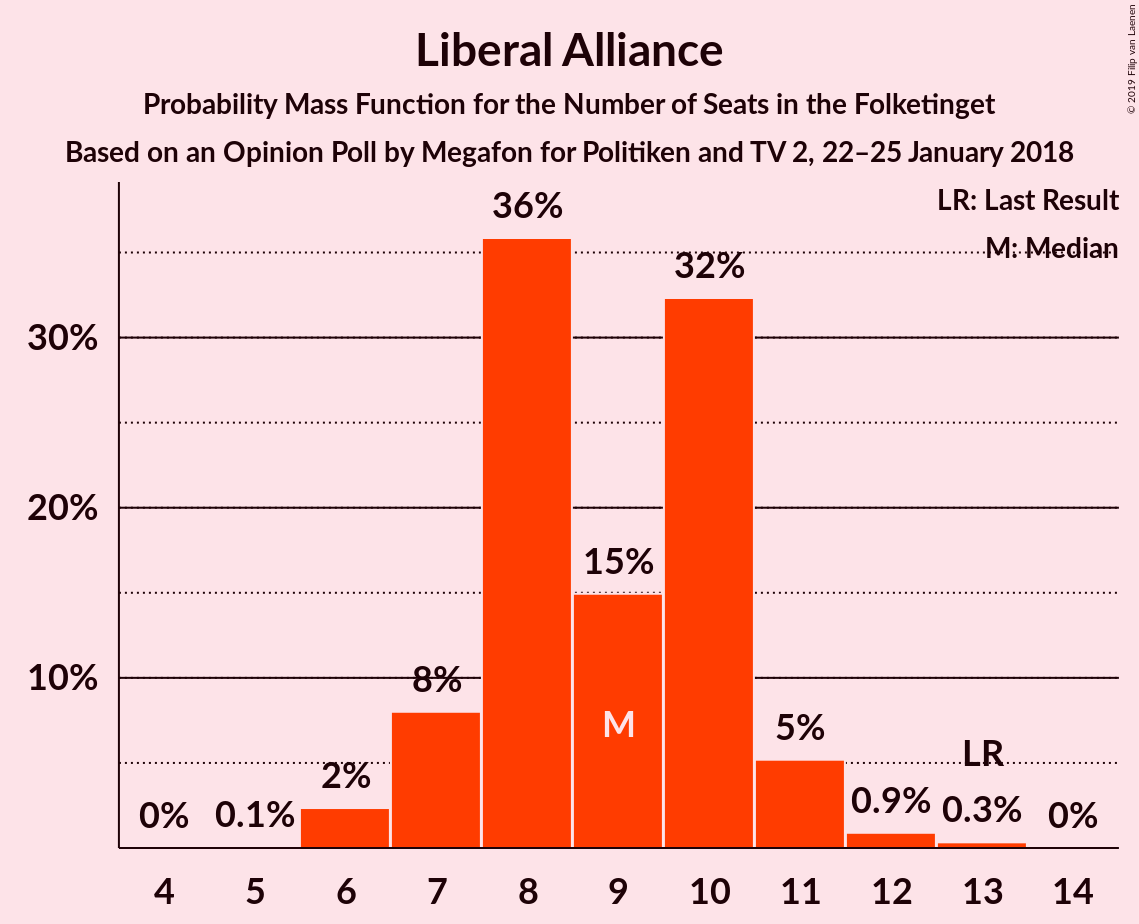 Liberal Alliance
Probability Mass Function for the Number of Seats in the Folketinget
Based on an Opinion Poll by Megafon for Politiken and TV 2, 22–25 January 2018
© 2019 Filip van Laenen
LR: Last Result
M: Median
36%
32%
30%
20%
15%
10%
8%
M
5%
LR
2%
0%
0.1%
0.9%
0.3%
0%
4 5 6 7 8 9 10 11 12 13 14